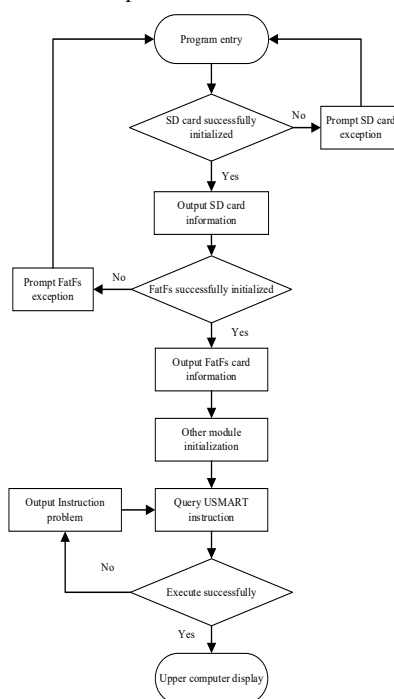 Program entry
SD card successfully
initialized
No
Prompt SD card
exception
Yes
Output SD card
information
Prompt FatFs
exception
No
FatFs successfully initialized
Yes
Output FatFs card
information
Other module
initialization
Output Instruction
problem
Query USMART
instruction
No
Execute successfully
Yes
Upper computer display